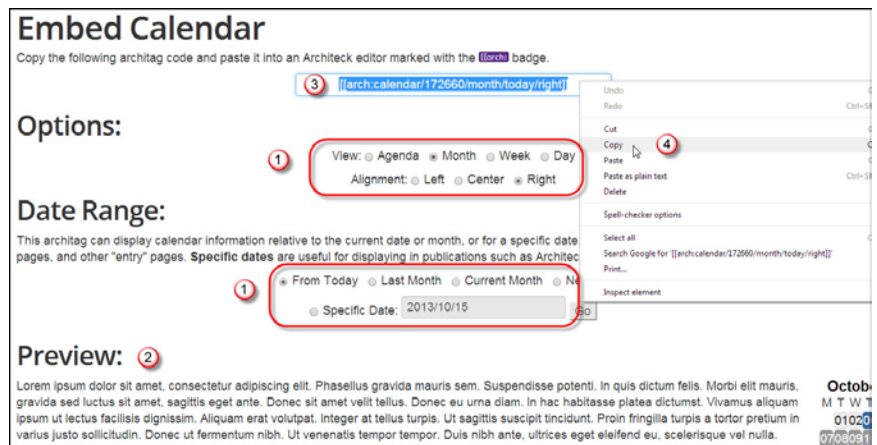 Embed Calendar
Copy the following architag code and paste it into an Architeck editor marked with the [[arch]] badge.
3 [[arch:calendar/172660/month/today/right]]
Undo
Redo
Options:
Cut
Copy 4
1 View: Agenda Month Week Day
Paste
Alignment: Left Center Right
Paste as plain text
Delete
Date Range:
Spell-checker options
This architag can display calendar information relative to the current date or month, or for a specific date
Select all
pages, and other "entry" pages. Specific dates are useful for displaying in publications such as Architec
Search Google for '[[arch:calendar/172660/month/today/right]]'
Print...
1 From Today Last Month Current Month Ne
Inspect element
Specific Date: 2013/10/15 Go
Preview: 2
Lorem ipsum dolor sit amet, consectetur adipiscing elit. Phasellus gravida mauris sem. Suspendisse potenti. In quis dictum felis. Morbi elit mauris,
gravida sed luctus sit amet, sagittis eget ante. Donec sit amet velit tellus. Donec eu urna diam. In hac habitasse platea dictumst. Vivamus aliquam
ipsum ut lectus facilisis dignissim. Aliquam erat volutpat. Integer at tellus turpis. Ut sagittis suscipit tincidunt. Proin fringilla turpis a tortor pretium in
varius justo sollicitudin. Donec ut fermentum nibh. Ut venenatis tempor tempor. Duis nibh ante, ultrices eget eleifend eu, scelerisque vel nulla.
Octob
M T W T
0102
0708091